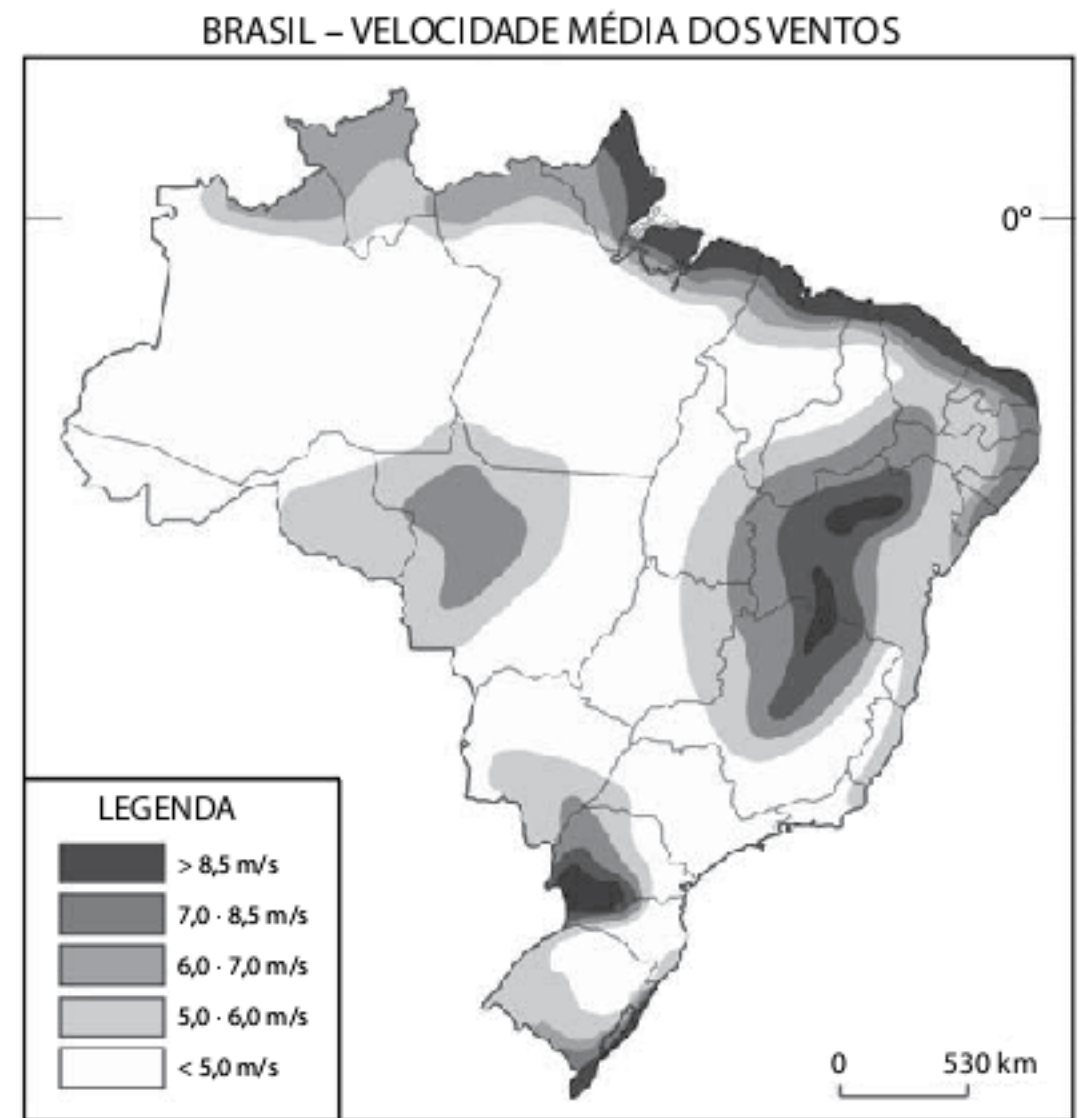 BRASIL – VELOCIDADE MÉDIA DOS VENTOS
0º
LEGENDA
> 8,5 m/s
7,0 · 8,5 m/s
6,0 · 7,0 m/s
5,0 · 6,0 m/s
< 5,0 m/s
0 530 km